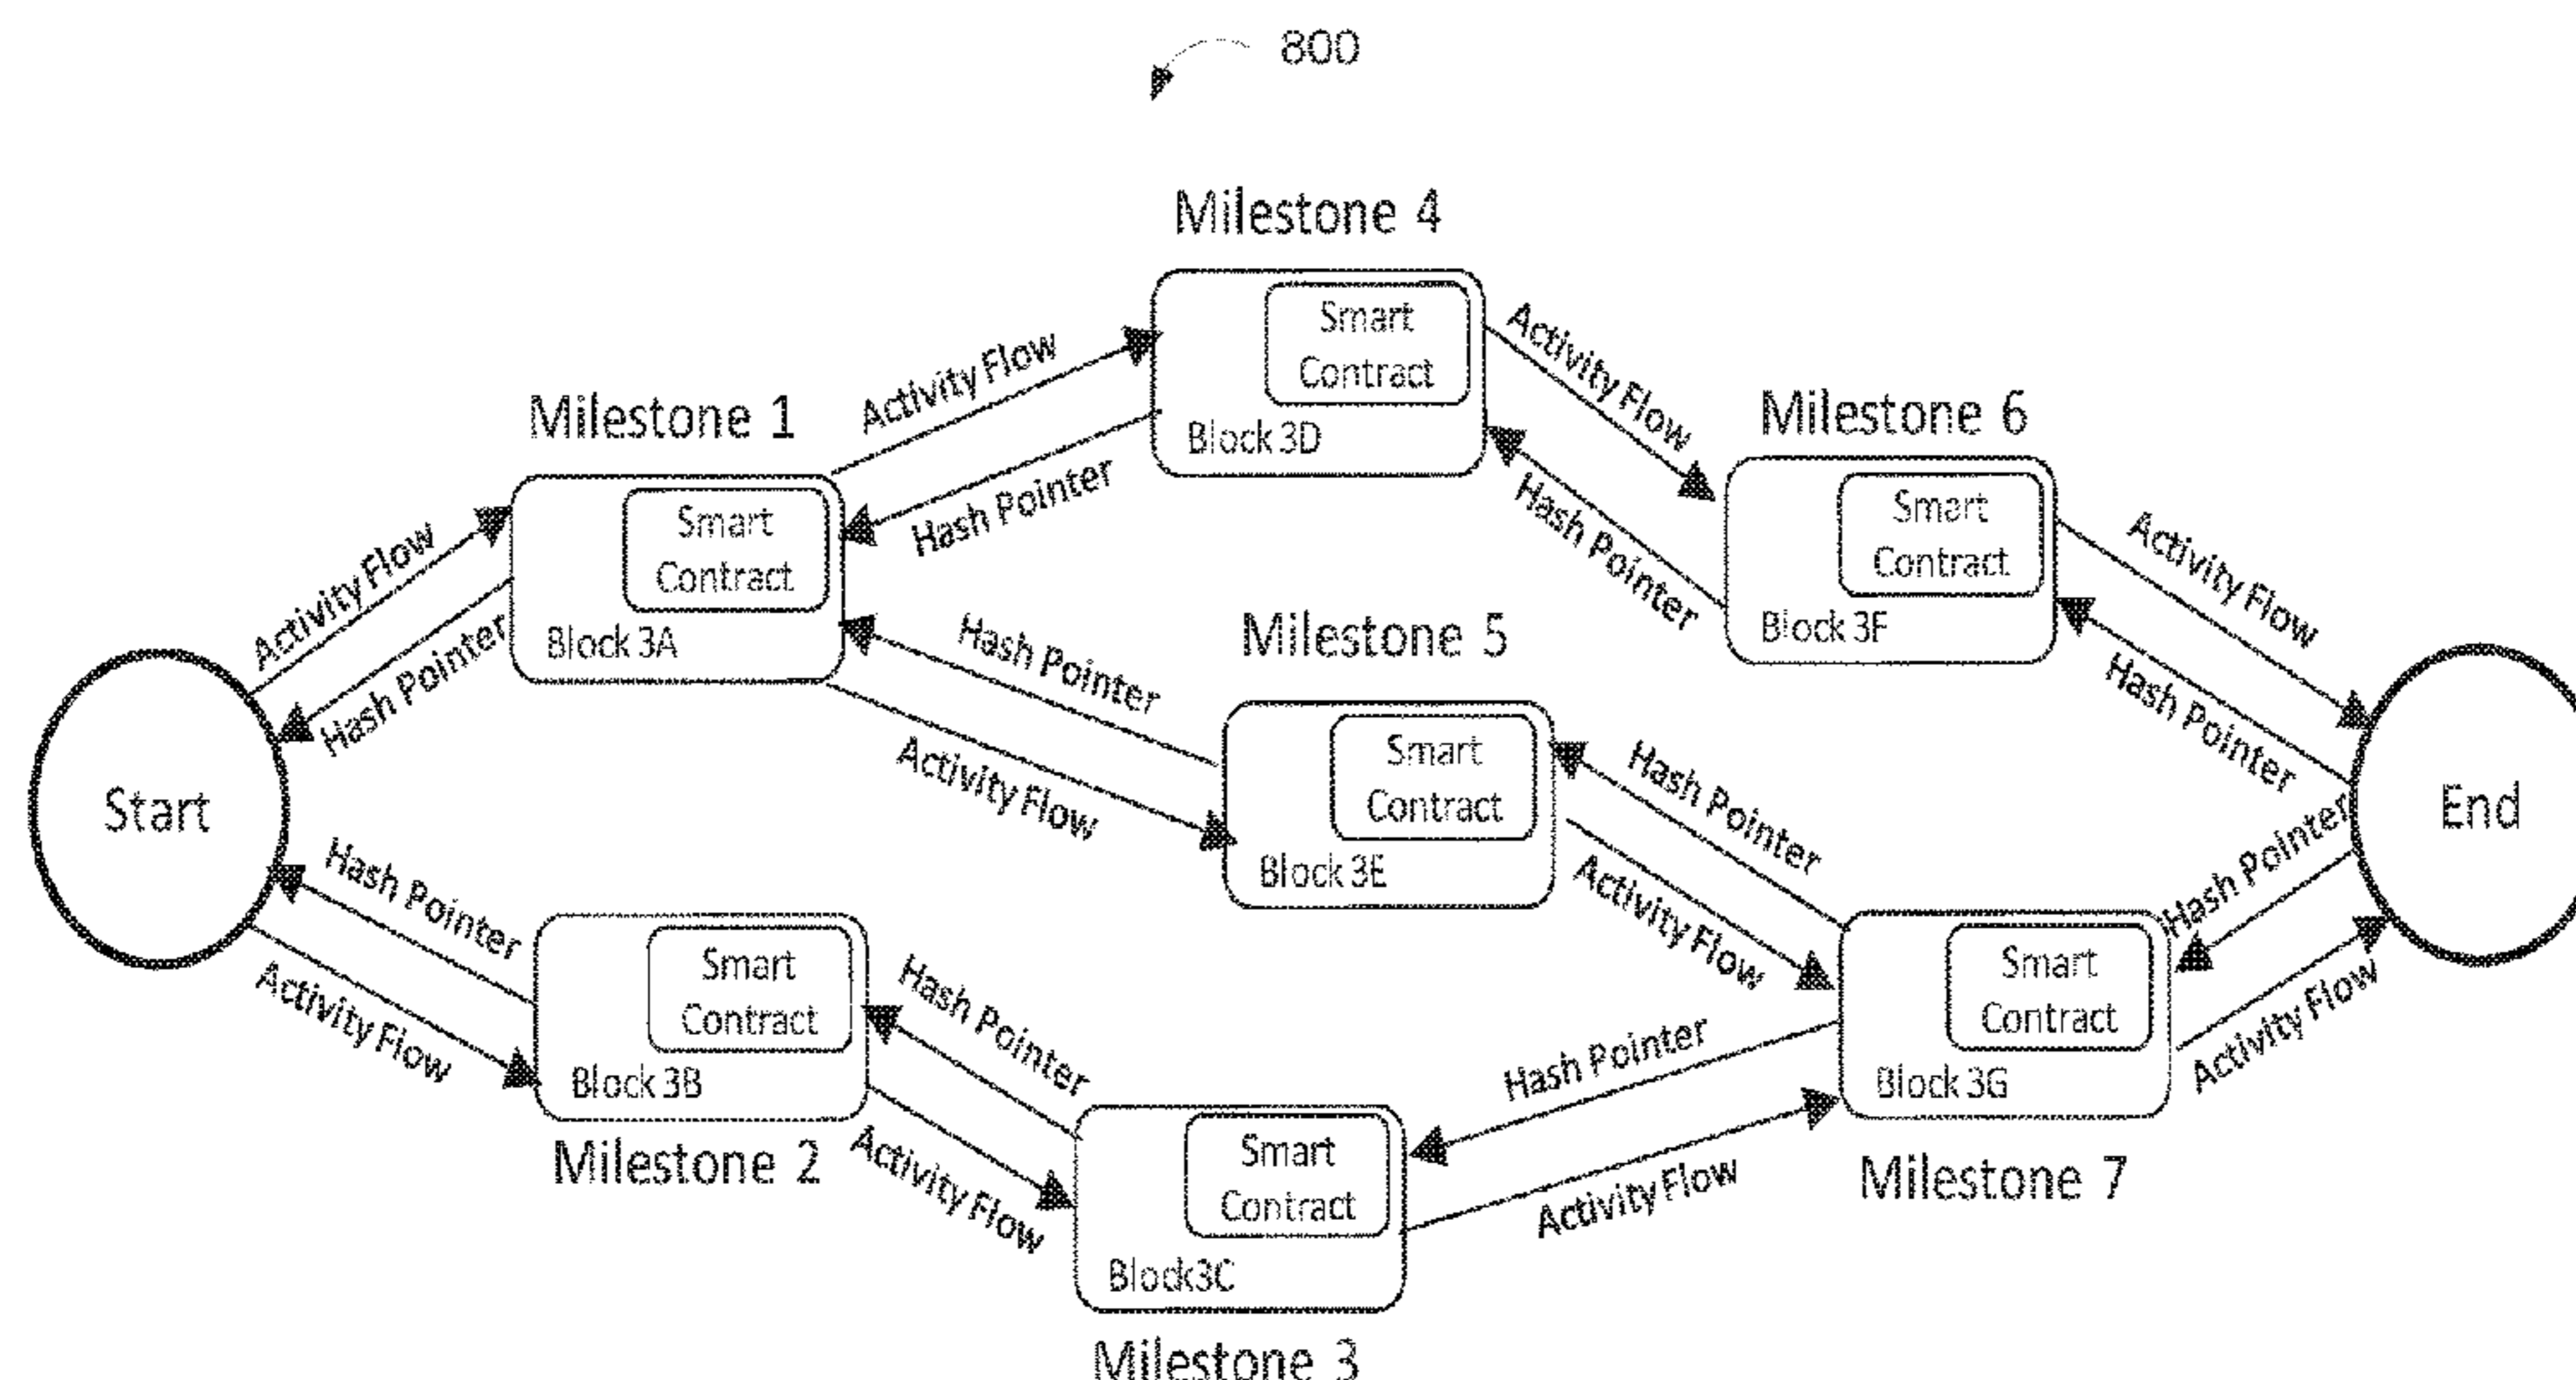 800
Milestone 4
Smart
Contract
Block 3D
Activity Flow
Hash Pointer
Milestone 1
Smart
Contract
Block 3A
Activity Flow
Hash Pointer
Activity Flow
Hash Pointer
Milestone 6
Smart
Contract
Block 3F
Activity Flow
Hash Pointer
Start
Hash Pointer
Activity Flow
Milestone 5
Smart
Contract
Block 3E
Hash Pointer
Activity Flow
End
Hash Pointer
Activity Flow
Hash Pointer
Activity Flow
Smart
Contract
Block 3B
Milestone 2
Hash Pointer
Activity Flow
Smart
Contract
Block3C
Milestone 3
Hash Pointer
Activity Flow
Smart
Contract
Block 3G
Milestone 7